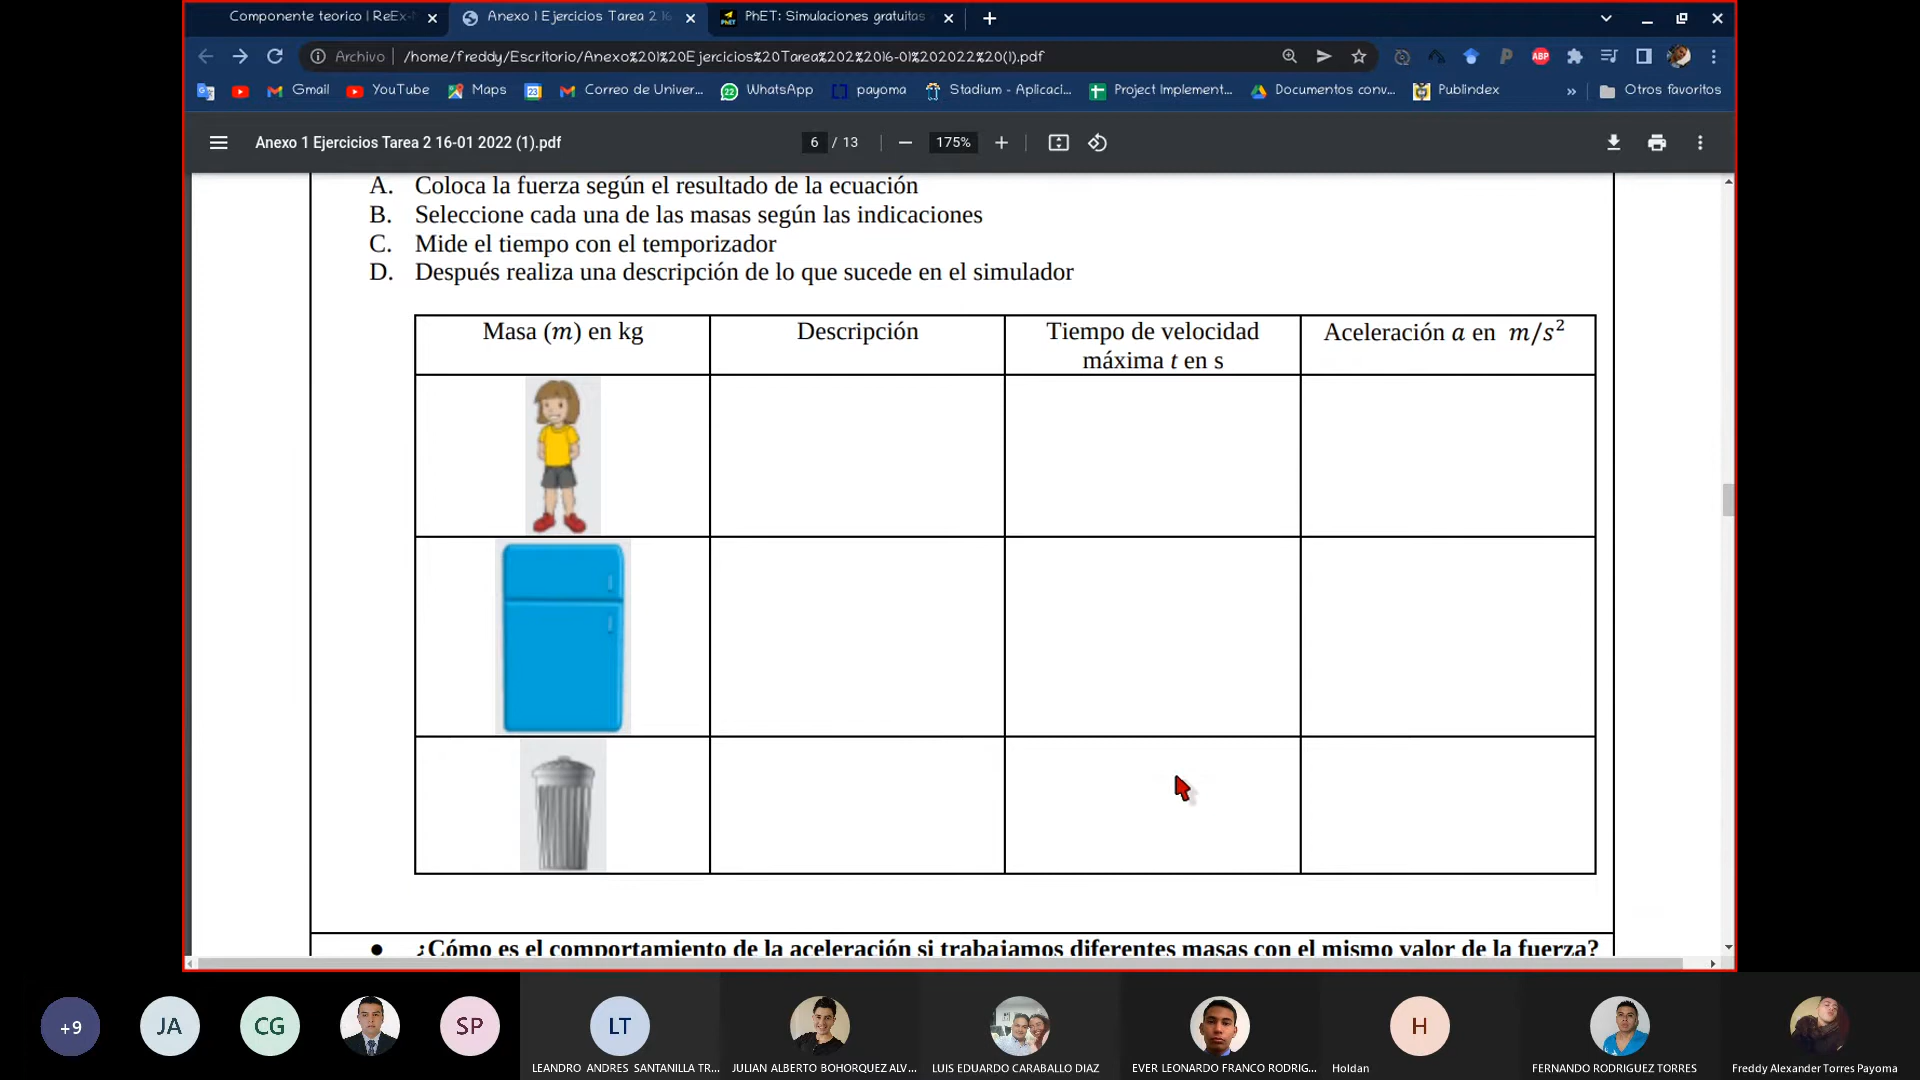 Componente teorico | ReEx-
Anexo 1 Ejercicios Tarea 2 16
PhET: Simulaciones gratuitas
Archivo
/home/freddy/Escritorio/Anexo%201%20Ejercicios%20Tarea%202%2016-01%202022%20(1).pdf
ABP
Gmail
YouTube
Maps
23
Correo de Univer...
22
WhatsApp
payoma
Stadium - Aplicaci...
Project Implement...
Documentos conv...
Publindex
»
Otros favoritos
Anexo 1 Ejercicios Tarea 2 16-01 2022 (1).pdf
6 / 13
175%
A. Coloca la fuerza según el resultado de la ecuación
B. Seleccione cada una de las masas según las indicaciones
C. Mide el tiempo con el temporizador
D. Después realiza una descripción de lo que sucede en el simulador
Masa (m) en kg
Descripción
Tiempo de velocidad
máxima t en s
Aceleración a en m/s²
● ¿Cómo es el comportamiento de la aceleración si trabajamos diferentes masas con el mismo valor de la fuerza?
+9
JA
CG
SP
LT
H
LEANDRO ANDRES SANTANILLA TR...
JULIAN ALBERTO BOHORQUEZ ALV...
LUIS EDUARDO CARABALLO DIAZ
EVER LEONARDO FRANCO RODRIG...
Holdan
FERNANDO RODRIGUEZ TORRES
Freddy Alexander Torres Payoma